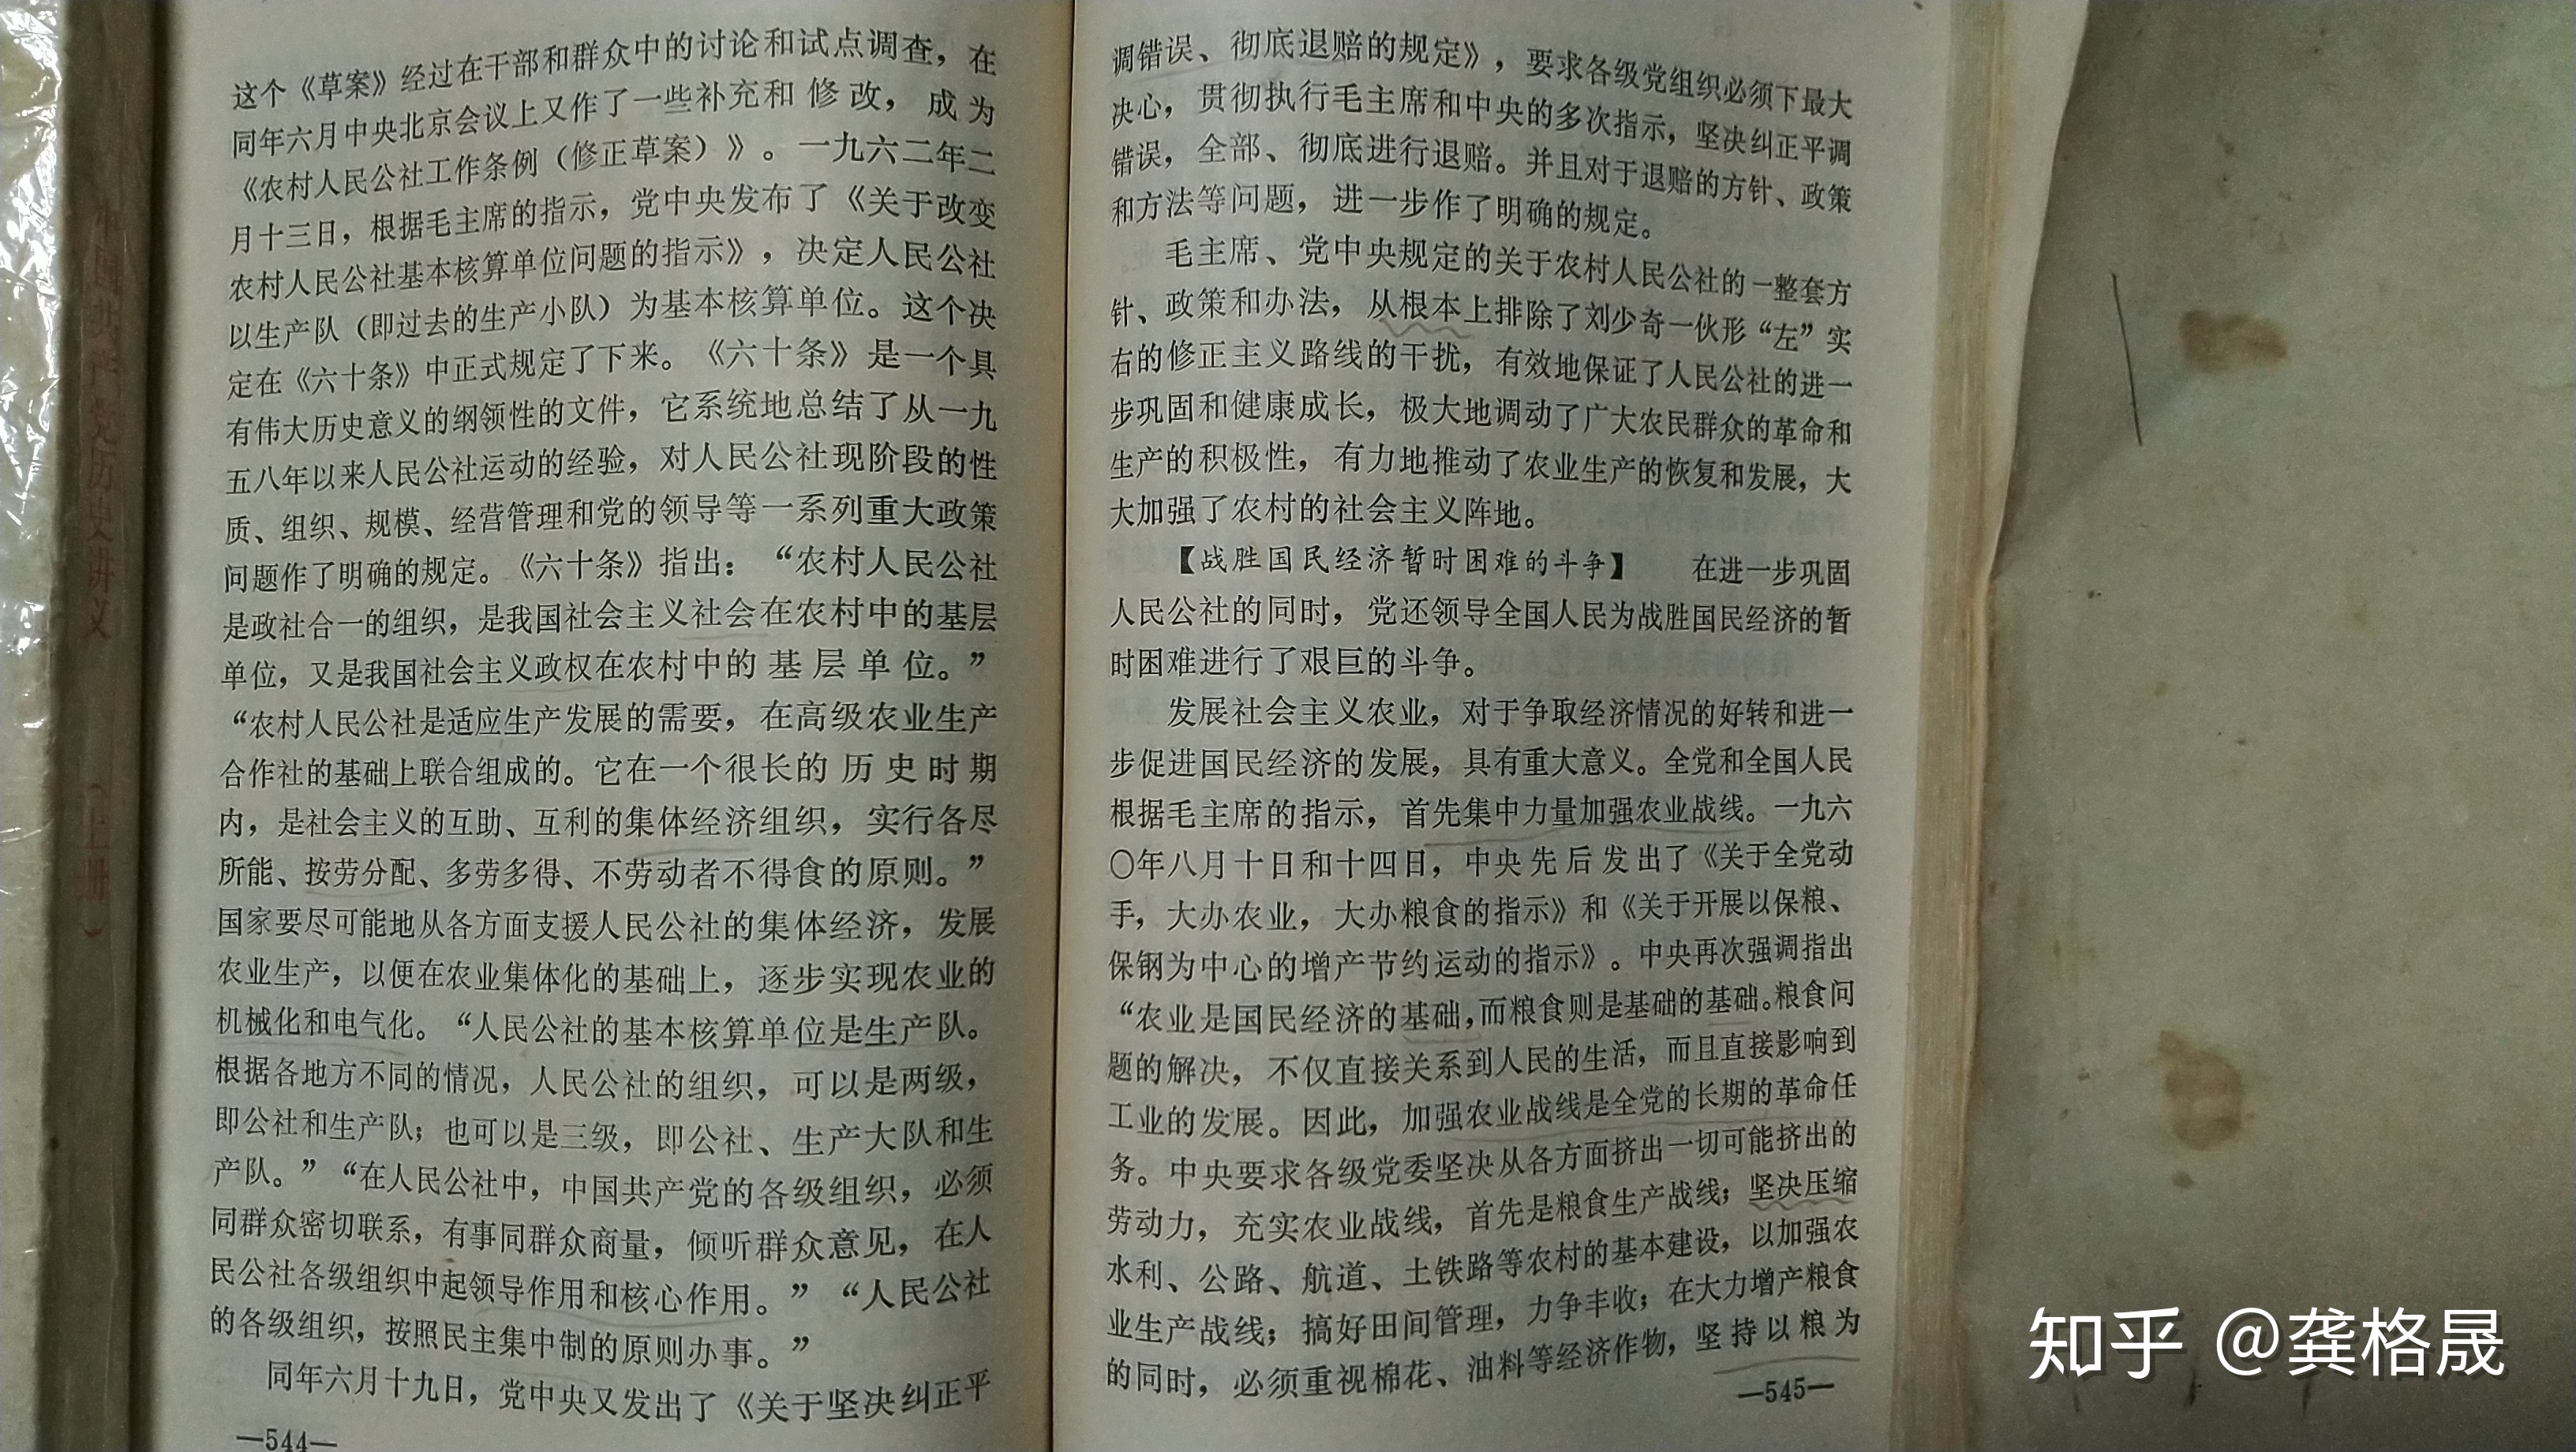 这个《草案》经过在干部和群众中的讨论和试点调查，在
同年六月中央北京会议上又作了一些补充和修改，成为
《农村人民公社工作条例（修正草案）》。一九六二年二
月十三日，根据毛主席的指示，党中央发布了《关于改变
农村人民公社基本核算单位问题的指示》，决定人民公社
以生产队（即过去的生产小队）为基本核算单位。这个决
定在《六十条》中正式规定了下来。《六十条》是一个具
有伟大历史意义的纲领性的文件，它系统地总结了从一九
五八年以来人民公社运动的经验，对人民公社现阶段的性
质、组织、规模、经营管理和党的领导等一系列重大政策
问题作了明确的规定。《六十条》指出：“农村人民公社
是政社合一的组织，是我国社会主义社会在农村中的基层
单位，又是我国社会主义政权在农村中的基层单位。”
“农村人民公社是适应生产发展的需要，在高级农业生产
合作社的基础上联合组成的。它在一个很长的历史时期
内，是社会主义的互助、互利的集体经济组织，实行各尽
所能、按劳分配、多劳多得、不劳动者不得食的原则。”
国家要尽可能地从各方面支援人民公社的集体经济，发展
农业生产，以便在农业集体化的基础上，逐步实现农业的
机械化和电气化。“人民公社的基本核算单位是生产队。
根据各地方不同的情况，人民公社的组织，可以是两级，
即公社和生产队；也可以是三级，即公社、生产大队和生
产队。”“在人民公社中，中国共产党的各级组织，必须
同群众密切联系，有事同群众商量，倾听群众意见，在人
民公社各级组织中起领导作用和核心作用。”“人民公社
的各级组织，按照民主集中制的原则办事。”
同年六月十九日，党中央又发出了《关于坚决纠正平
—544—
调错误、彻底退赔的规定》，要求各级党组织必须下最大
决心，贯彻执行毛主席和中央的多次指示，坚决纠正平调
错误，全部、彻底进行退赔。并且对于退赔的方针、政策
和方法等问题，进一步作了明确的规定。
毛主席、党中央规定的关于农村人民公社的一整套方
针、政策和办法，从根本上排除了刘少奇一伙形“左”实
右的修正主义路线的干扰，有效地保证了人民公社的进一
步巩固和健康成长，极大地调动了广大农民群众的革命和
生产的积极性，有力地推动了农业生产的恢复和发展，大
大加强了农村的社会主义阵地。
【战胜国民经济暂时困难的斗争】　在进一步巩固
人民公社的同时，党还领导全国人民为战胜国民经济的暂
时困难进行了艰巨的斗争。
发展社会主义农业，对于争取经济情况的好转和进一
步促进国民经济的发展，具有重大意义。全党和全国人民
根据毛主席的指示，首先集中力量加强农业战线。一九六
〇年八月十日和十四日，中央先后发出了《关于全党动
手，大办农业，大办粮食的指示》和《关于开展以保粮、
保钢为中心的增产节约运动的指示》。中央再次强调指出
“农业是国民经济的基础，而粮食则是基础的基础。粮食问
题的解决，不仅直接关系到人民的生活，而且直接影响到
工业的发展。因此，加强农业战线是全党的长期的革命任
务。中央要求各级党委坚决从各方面挤出一切可能挤出的
劳动力，充实农业战线，首先是粮食生产战线；坚决压缩
水利、公路、航道、土铁路等农村的基本建设，以加强农
业生产战线；搞好田间管理，力争丰收；在大力增产粮食
的同时，必须重视棉花、油料等经济作物，坚持以粮为
—545—
知乎 @龚格晟